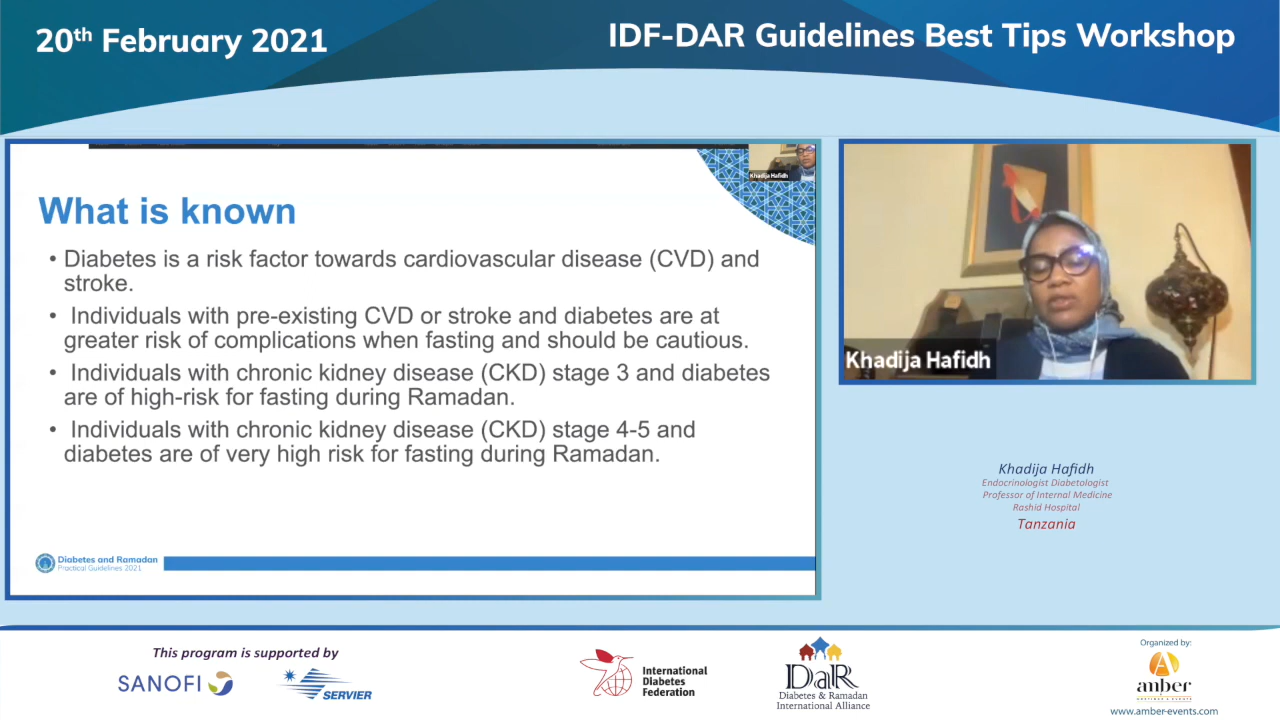 20th February 2021
IDF-DAR Guidelines Best Tips Workshop
Khadija Hafidh
What is known
• Diabetes is a risk factor towards cardiovascular disease (CVD) and
stroke.
• Individuals with pre-existing CVD or stroke and diabetes are at
greater risk of complications when fasting and should be cautious.
• Individuals with chronic kidney disease (CKD) stage 3 and diabetes
are of high-risk for fasting during Ramadan.
• Individuals with chronic kidney disease (CKD) stage 4-5 and
diabetes are of very high risk for fasting during Ramadan.
Diabetes and Ramadan
Practical Guidelines 2021
Khadija Hafidh
Khadija Hafidh
Endocrinologist Diabetologist
Professor of Internal Medicine
Rashid Hospital
Tanzania
This program is supported by
SANOFI
SERVIER
International
Diabetes
Federation
DaR
Diabetes & Ramadan
International Alliance
Organized by:
anber
www.amber-events.com